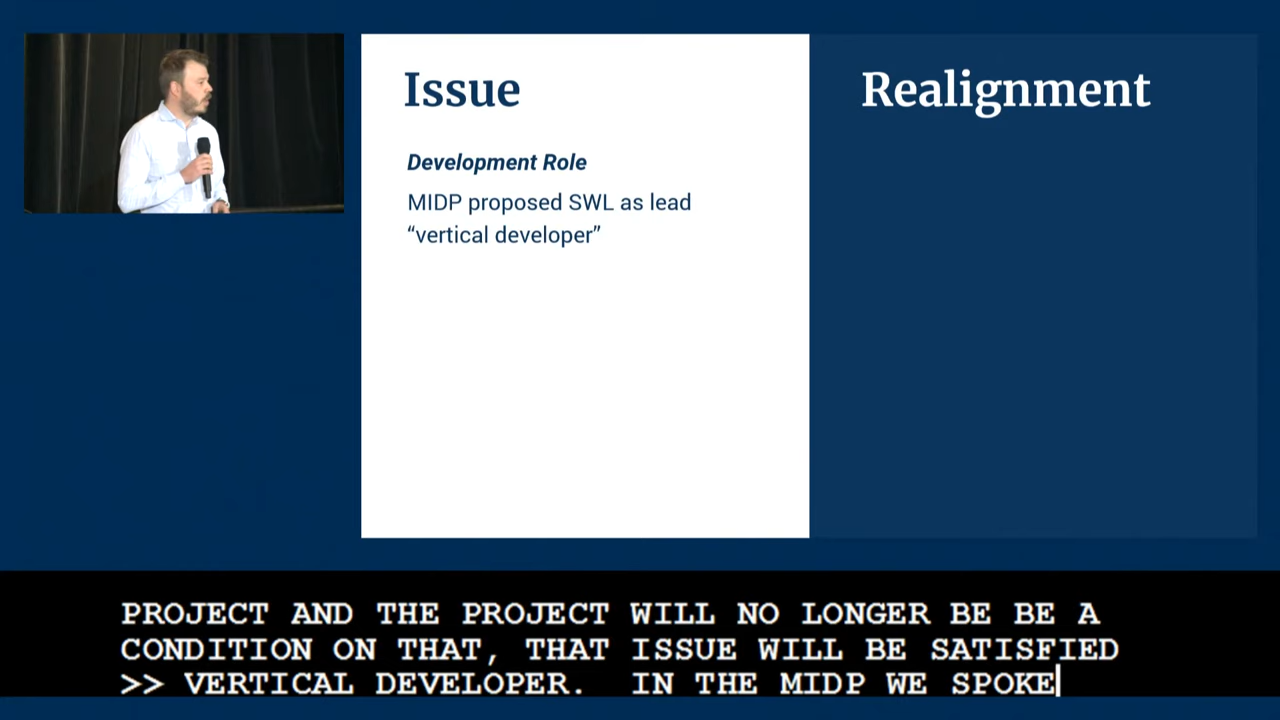 Issue
Development Role
MIDP proposed SWL as lead
“vertical developer”
Realignment
PROJECT AND THE PROJECT WILL NO LONGER BE BE A
CONDITION ON THAT, THAT ISSUE WILL BE SATISFIED
>> VERTICAL DEVELOPER.  IN THE MIDP WE SPOKE